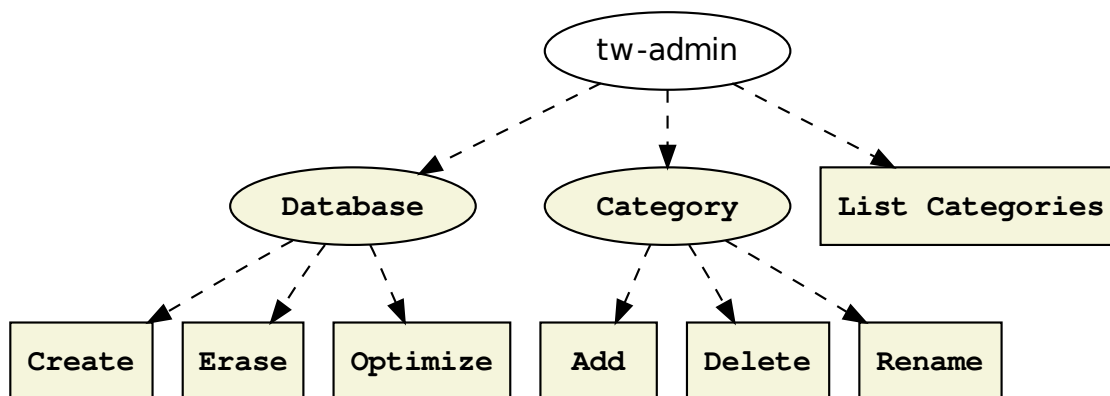 tw-admin
Database
Category
List Categories
Create
Erase
Optimize
Add
Delete
Rename